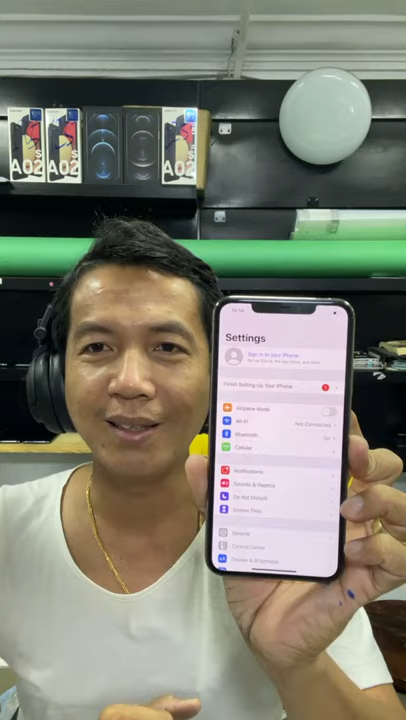 A02
S
A02
S
A02
S
Settings
Sign in to your iPhone
Finish Setting Up Your iPhone
1
Airplane Mode
Wi-Fi
Not Connected
Bluetooth
On
Cellular
Notifications
Sounds & Haptics
Do Not Disturb
Screen Time
General
Control Center
Display & Brightness